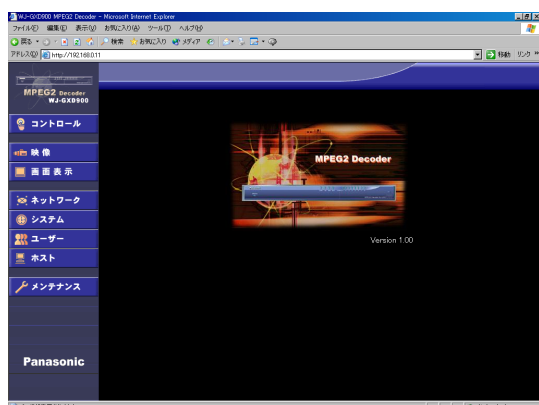 WJ-GXD900 MPEG2 Decoder - Microsoft Internet Explorer
ファイル(F) 編集(E) 表示(V) お気に入り(A) ツール(T) ヘルプ(H)
戻る 検索 お気に入り メディア
アドレス(D) http://192.168.0.11 移動 リンク »
MPEG2 Decoder
WJ-GXD900
コントロール
映像
画面表示
ネットワーク
システム
ユーザー
ホスト
メンテナンス
Panasonic
MPEG2 Decoder
Version 1.00